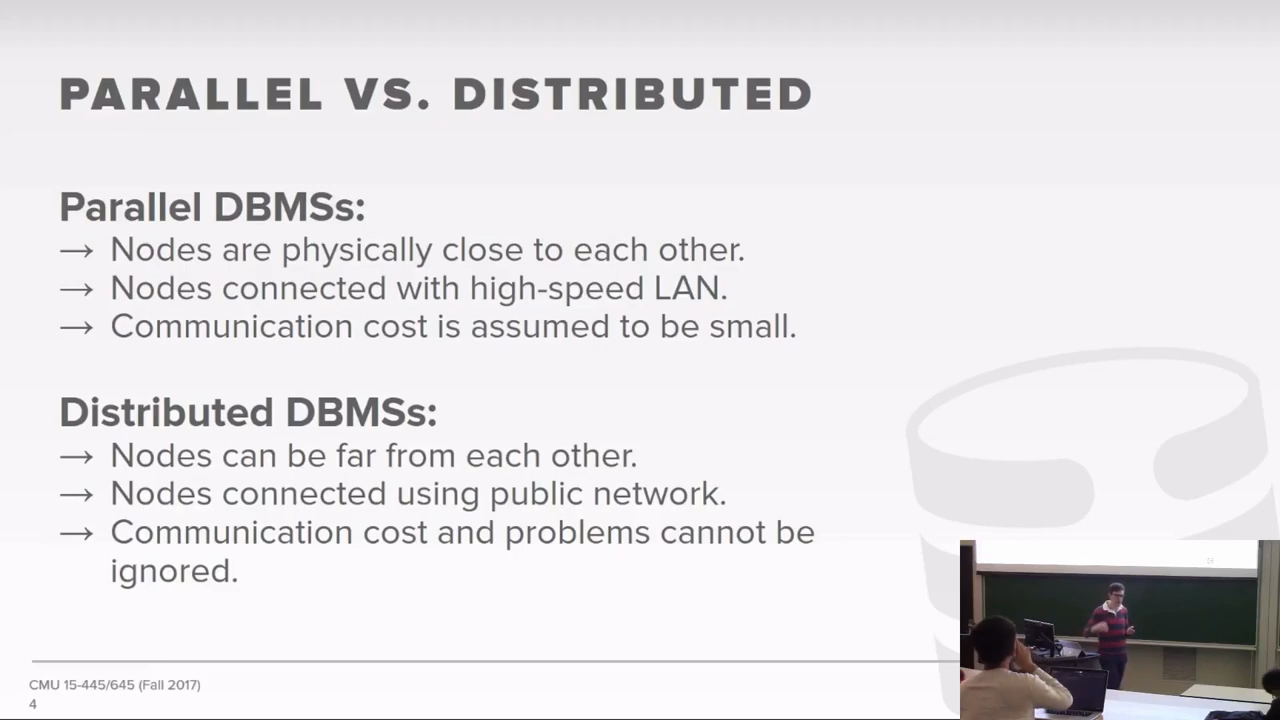 PARALLEL VS. DISTRIBUTED
Parallel DBMSs:
→ Nodes are physically close to each other.
→ Nodes connected with high-speed LAN.
→ Communication cost is assumed to be small.
Distributed DBMSs:
→ Nodes can be far from each other.
→ Nodes connected using public network.
→ Communication cost and problems cannot be
ignored.
CMU 15-445/645 (Fall 2017)
4